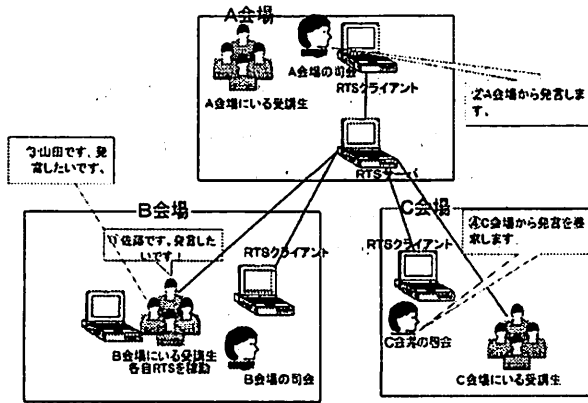 A会場
A会場の司会
A会場にいる受講生
RTSクライアント
②A会場から発言しま
す、
RTSサーバ
③山田です、発
言したいです、
B会場
①佐藤です。発言した
いです！
RTSクライアント
B会場にいる受講生
各自RTSを稼動
B会場の司会
C会場
④C会場から発言を要
求します
RTSクライアント
C会場の司会
C会場にいる受講生